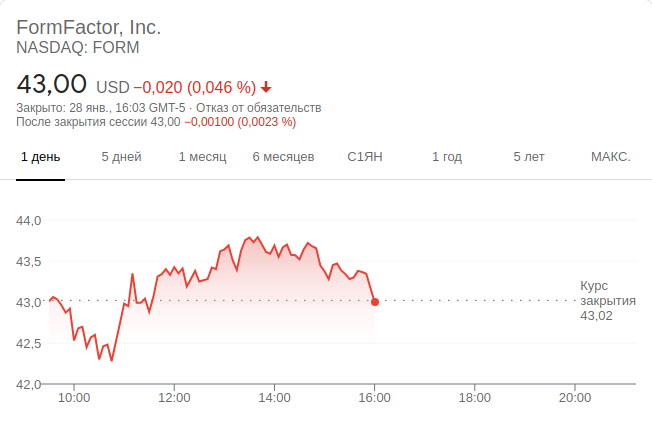 FormFactor, Inc.
NASDAQ: FORM
43,00 USD −0,020 (0,046 %)
Закрыто: 28 янв., 16:03 GMT-5 · Отказ от обязательств
После закрытия сессии 43,00 −0,00100 (0,0023 %)
1 день 5 дней 1 месяц 6 месяцев С1ЯН 1 год 5 лет МАКС.
44,0
43,5
43,0
42,5
42,0
Курс
закрытия
43,02
10:00 12:00 14:00 16:00 18:00 20:00